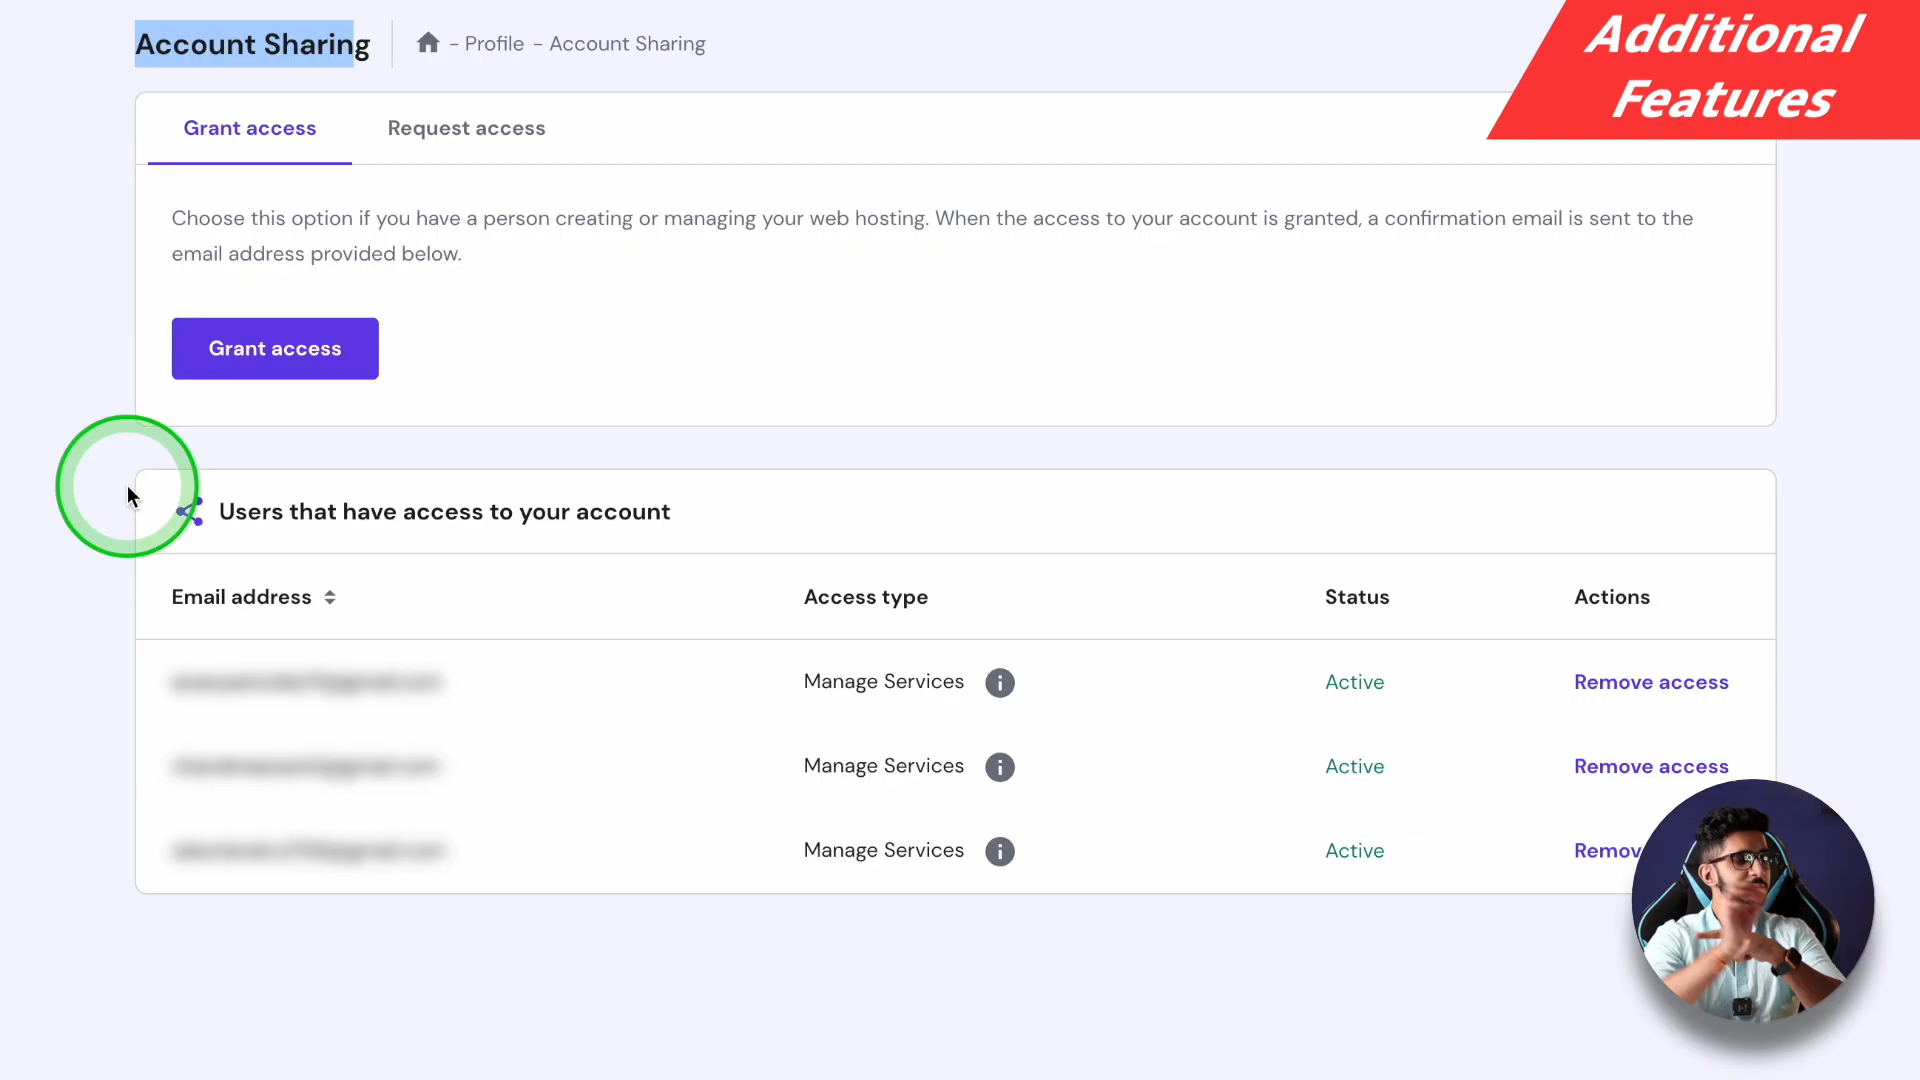 Account Sharing
- Profile - Account Sharing
Additional
Features
Grant access
Request access
Choose this option if you have a person creating or managing your web hosting. When the access to your account is granted, a confirmation email is sent to the
email address provided below.
Grant access
Users that have access to your account
Email address
Access type
Status
Actions
Manage Services
Active
Remove access
Manage Services
Active
Remove access
Manage Services
Active
Remov